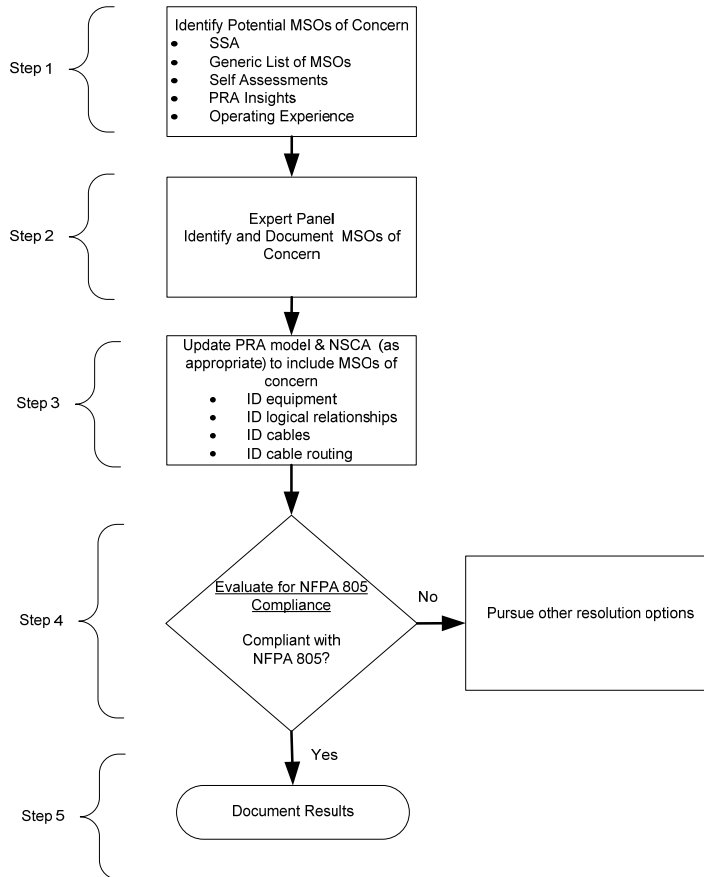 Step 1
Identify Potential MSOs of Concern
• SSA
• Generic List of MSOs
• Self Assessments
• PRA Insights
• Operating Experience
Step 2
Expert Panel
Identify and Document MSOs of
Concern
Step 3
Update PRA model & NSCA (as
appropriate) to include MSOs of
concern
• ID equipment
• ID logical relationships
• ID cables
• ID cable routing
Step 4
Evaluate for NFPA 805
Compliance
Compliant with
NFPA 805?
No
Pursue other resolution options
Yes
Step 5
Document Results